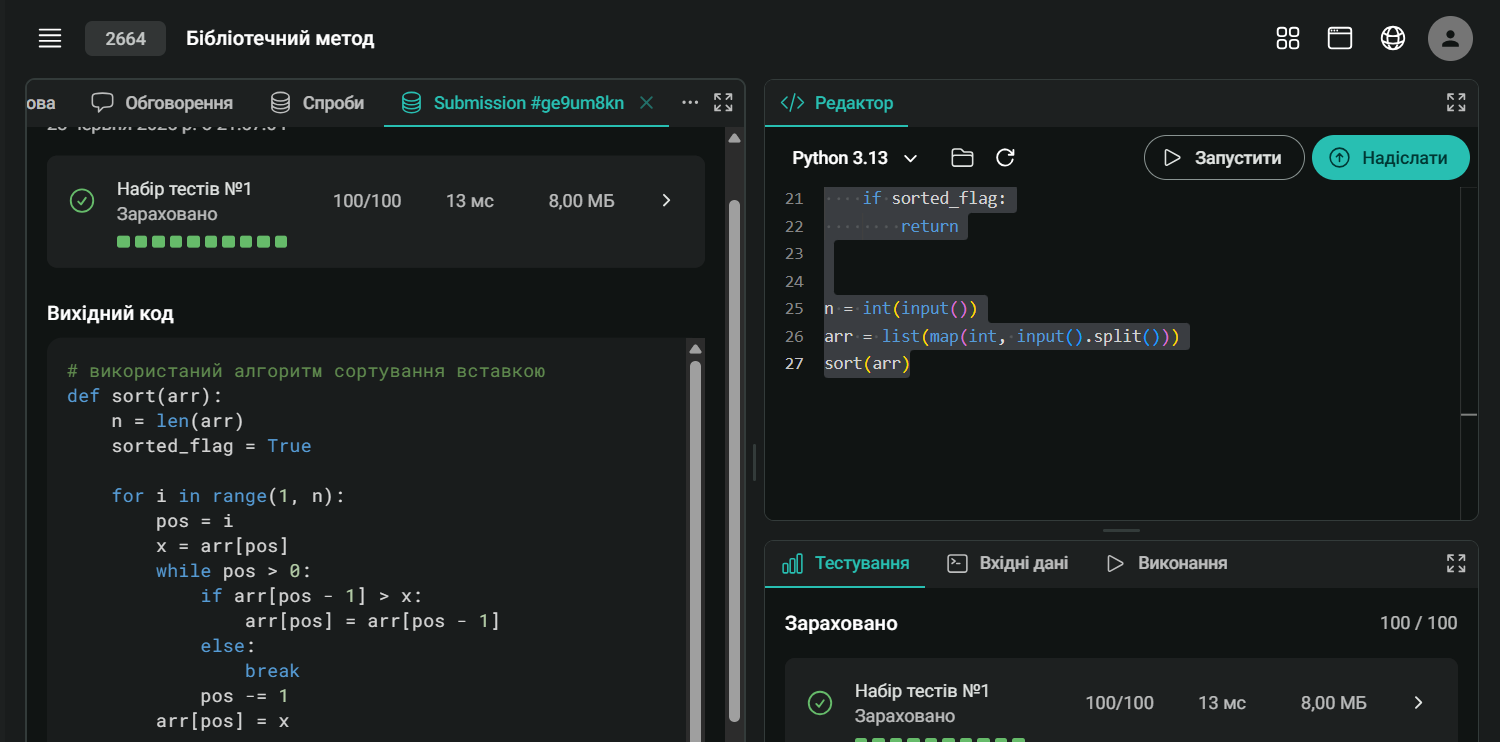 2664 Бібліотечний метод
ова Обговорення Спроби Submission #ge9um8kn
Набір тестів №1
Зараховано
100/100 13 мс 8,00 МБ
Вихідний код
# використаний алгоритм сортування вставкою
def sort(arr):
    n = len(arr)
    sorted_flag = True
    for i in range(1, n):
        pos = i
        x = arr[pos]
        while pos > 0:
            if arr[pos - 1] > x:
                arr[pos] = arr[pos - 1]
            else:
                break
            pos -= 1
        arr[pos] = x
Редактор
Python 3.13 Запустити Надіслати
21     if sorted_flag:
22         return
23
24
25 n = int(input())
26 arr = list(map(int, input().split()))
27 sort(arr)
Тестування Вхідні дані Виконання
Зараховано 100 / 100
Набір тестів №1
Зараховано
100/100 13 мс 8,00 МБ